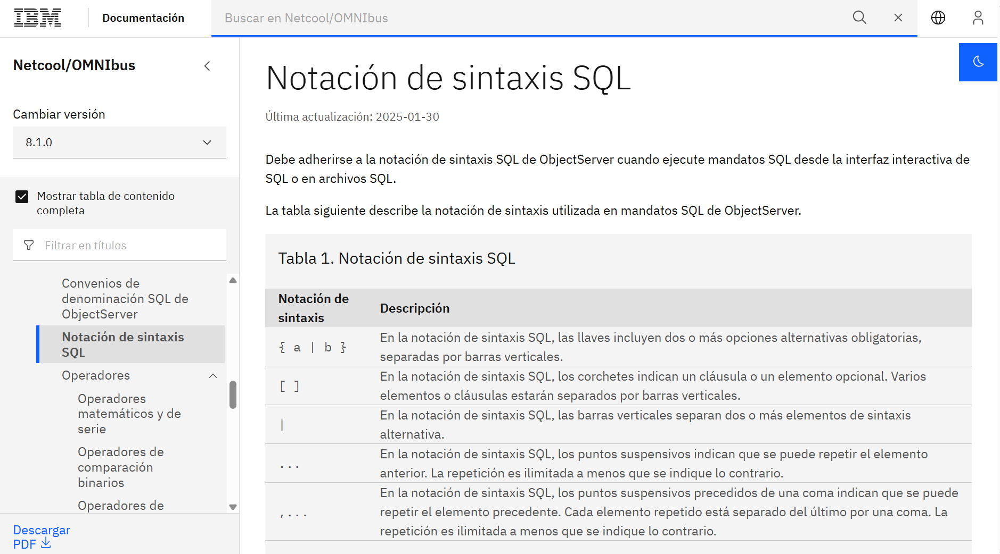 IBM
Documentación
Buscar en Netcool/OMNIbus
Netcool/OMNIbus
Cambiar versión
8.1.0
Mostrar tabla de contenido
completa
Filtrar en títulos
Convenios de
denominación SQL de
ObjectServer
Notación de sintaxis
SQL
Operadores
Operadores
matemáticos y de
serie
Operadores de
comparación
binarios
Operadores de
Descargar
PDF
Notación de sintaxis SQL
Última actualización: 2025-01-30
Debe adherirse a la notación de sintaxis SQL de ObjectServer cuando ejecute mandatos SQL desde la interfaz interactiva de
SQL o en archivos SQL.
La tabla siguiente describe la notación de sintaxis utilizada en mandatos SQL de ObjectServer.
Tabla 1. Notación de sintaxis SQL
Notación de
sintaxis
Descripción
{ a | b }
En la notación de sintaxis SQL, las llaves incluyen dos o más opciones alternativas obligatorias,
separadas por barras verticales.
[ ]
En la notación de sintaxis SQL, los corchetes indican un cláusula o un elemento opcional. Varios
elementos o cláusulas estarán separados por barras verticales.
|
En la notación de sintaxis SQL, las barras verticales separan dos o más elementos de sintaxis
alternativa.
...
En la notación de sintaxis SQL, los puntos suspensivos indican que se puede repetir el elemento
anterior. La repetición es ilimitada a menos que se indique lo contrario.
,...
En la notación de sintaxis SQL, los puntos suspensivos precedidos de una coma indican que se puede
repetir el elemento precedente. Cada elemento repetido está separado del último por una coma. La
repetición es ilimitada a menos que se indique lo contrario.